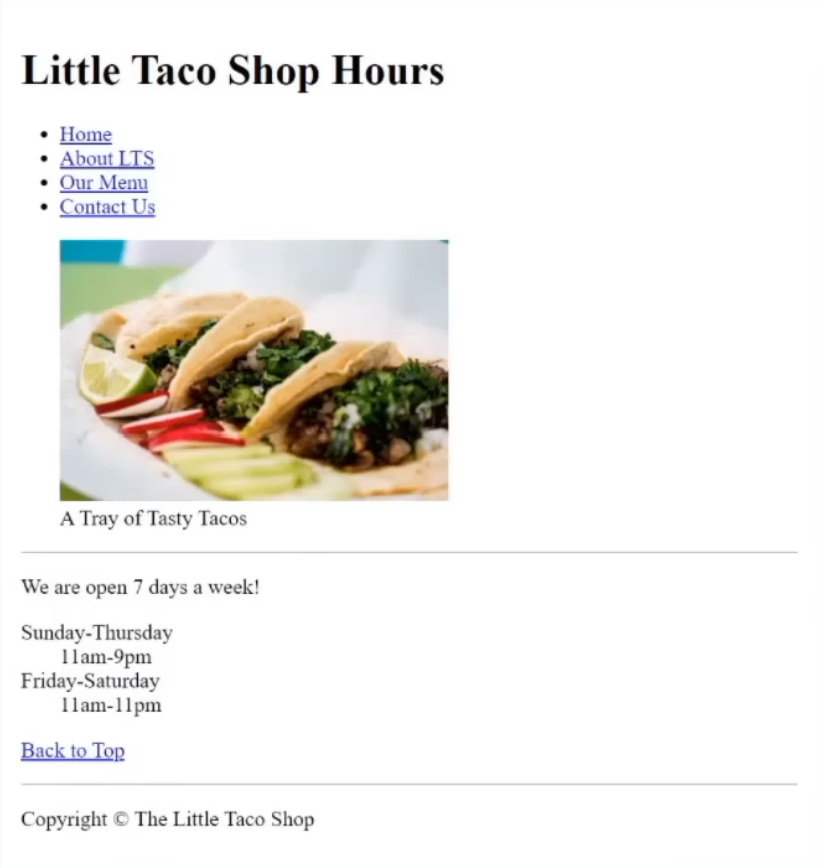 Little Taco Shop Hours
Home
About LTS
Our Menu
Contact Us
A Tray of Tasty Tacos
We are open 7 days a week!
Sunday-Thursday
11am-9pm
Friday-Saturday
11am-11pm
Back to Top
Copyright © The Little Taco Shop